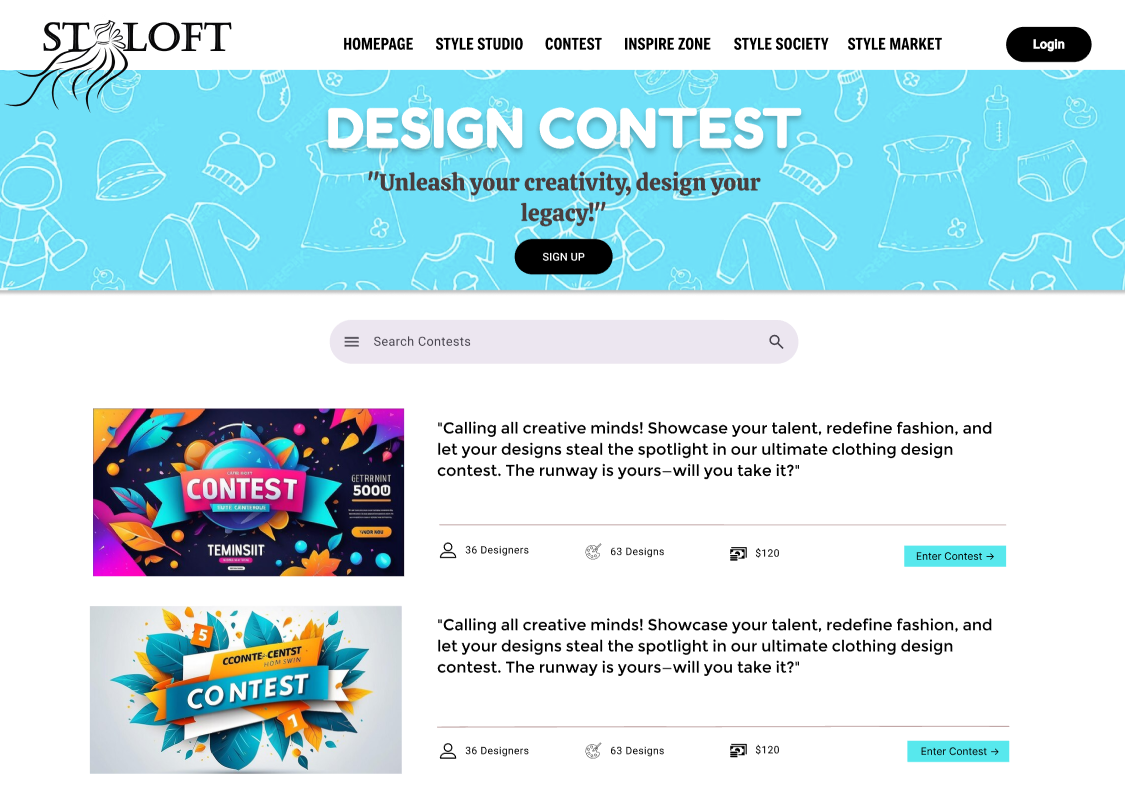 ST LOFT
HOMEPAGE STYLE STUDIO CONTEST INSPIRE ZONE STYLE SOCIETY STYLE MARKET Login
DESIGN CONTEST
"Unleash your creativity, design your
legacy!"
SIGN UP
Search Contests
CONTEST
5000
TEMINSIIT
"Calling all creative minds! Showcase your talent, redefine fashion, and
let your designs steal the spotlight in our ultimate clothing design
contest. The runway is yours—will you take it?"
36 Designers 63 Designs $120 Enter Contest →
5
CCONTE-CENTST
HOM SWIN
CONTEST
7
"Calling all creative minds! Showcase your talent, redefine fashion, and
let your designs steal the spotlight in our ultimate clothing design
contest. The runway is yours—will you take it?"
36 Designers 63 Designs $120 Enter Contest →